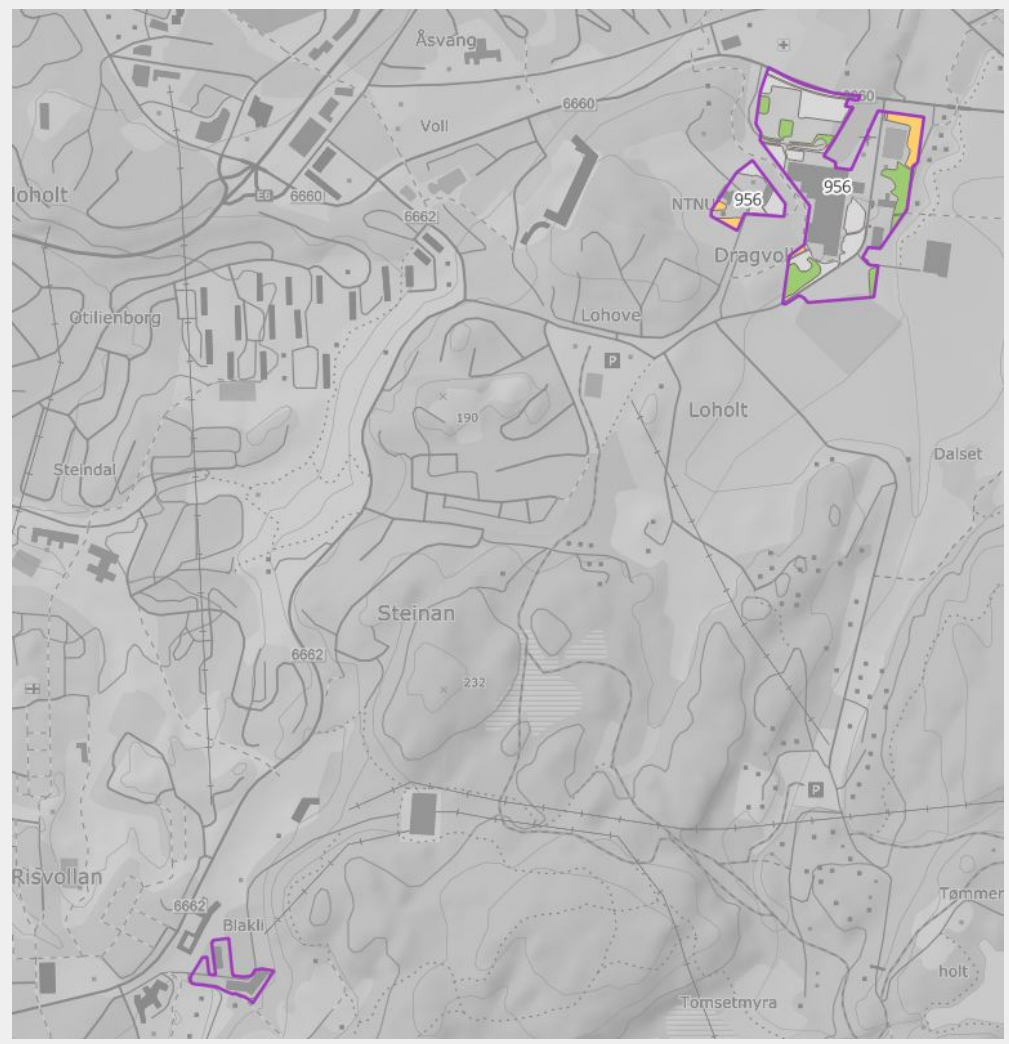 Åsvang
6660
6660
Voll
loholt
E6
6660
NTNU
956
956
6662
Dragvoll
Otilienborg
Lohove
P
190
Loholt
Steindal
Dalset
Steinan
6662
232
P
Risvollan
6662
Blakli
Tømmer
holt
Tomsetmyra